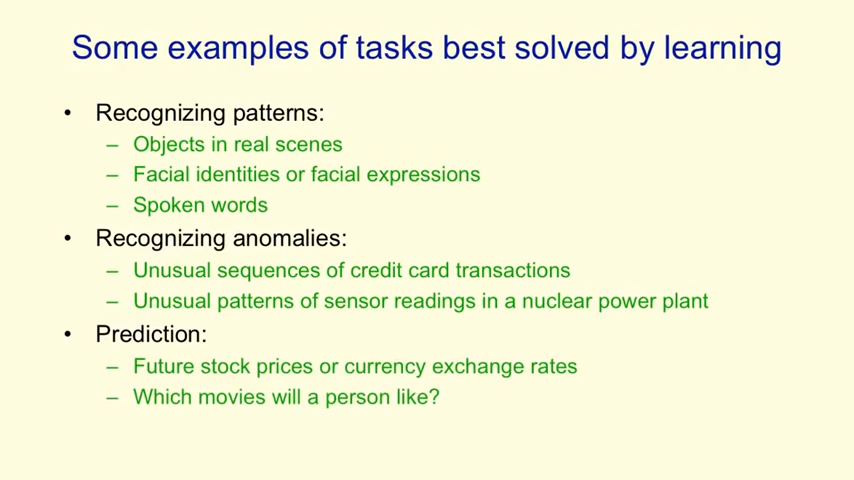 Some examples of tasks best solved by learning
• Recognizing patterns:
– Objects in real scenes
– Facial identities or facial expressions
– Spoken words
• Recognizing anomalies:
– Unusual sequences of credit card transactions
– Unusual patterns of sensor readings in a nuclear power plant
• Prediction:
– Future stock prices or currency exchange rates
– Which movies will a person like?